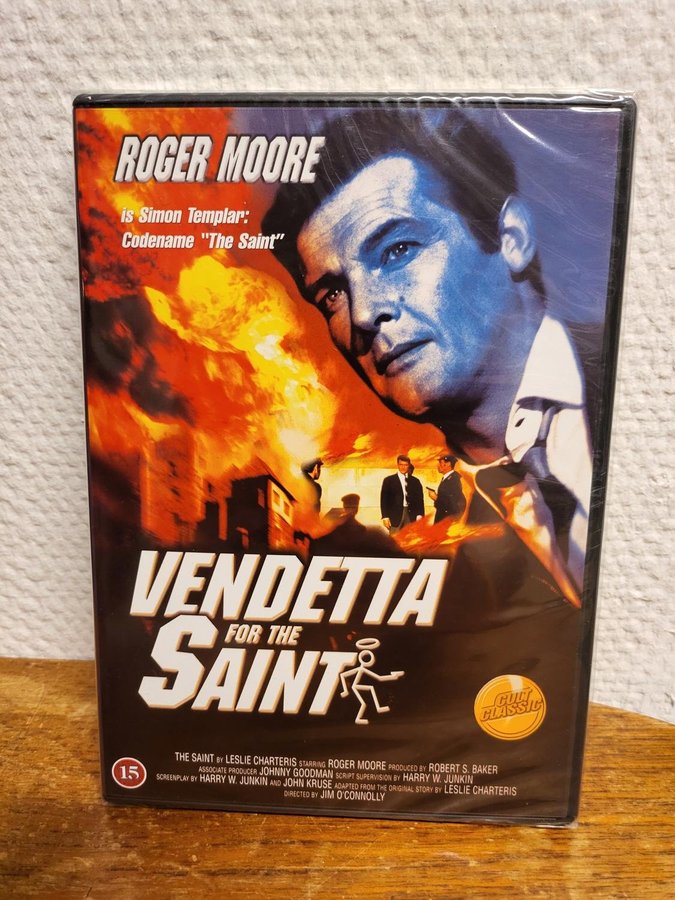 ROGER MOORE
is Simon Templar:
Codename "The Saint"
VENDETTA
FOR THE
SAINT
CULT
CLASSIC
15
THE SAINT BY LESLIE CHARTERIS STARRING ROGER MOORE PRODUCED BY ROBERT S. BAKER
ASSOCIATE PRODUCER JOHNNY GOODMAN SCRIPT SUPERVISION BY HARRY W. JUNKIN
SCREENPLAY BY HARRY W. JUNKIN AND JOHN KRUSE ADAPTED FROM THE ORIGINAL STORY BY LESLIE CHARTERIS
DIRECTED BY JIM O'CONNOLLY